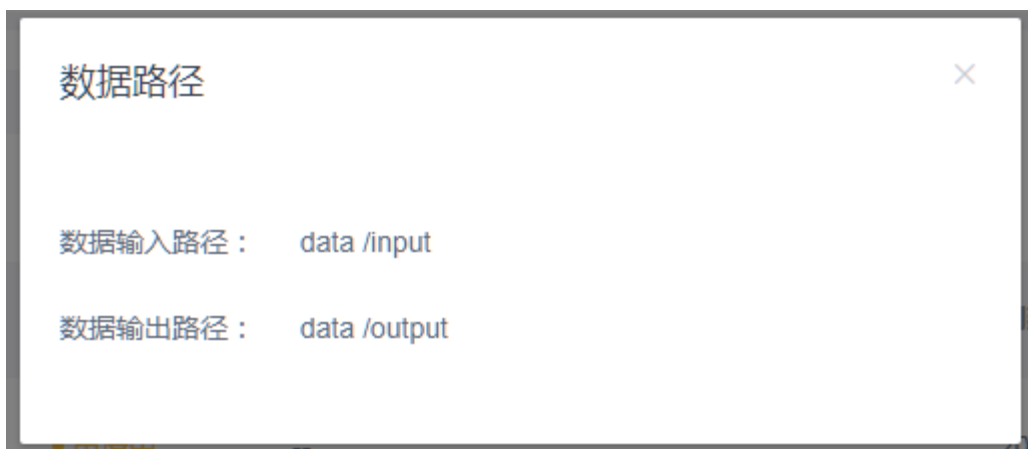 数据路径
数据输入路径： data /input
数据输出路径： data /output